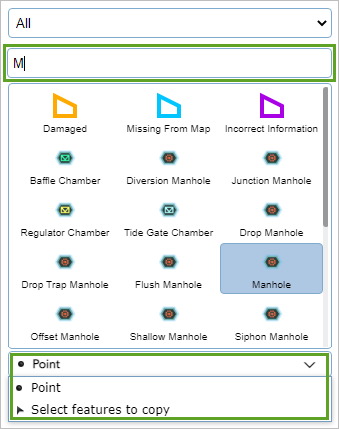 All
M
Damaged Missing From Map Incorrect Information
Baffle Chamber Diversion Manhole Junction Manhole
Regulator Chamber Tide Gate Chamber Drop Manhole
Drop Trap Manhole Flush Manhole Manhole
Offset Manhole Shallow Manhole Siphon Manhole
Point
Point
Select features to copy